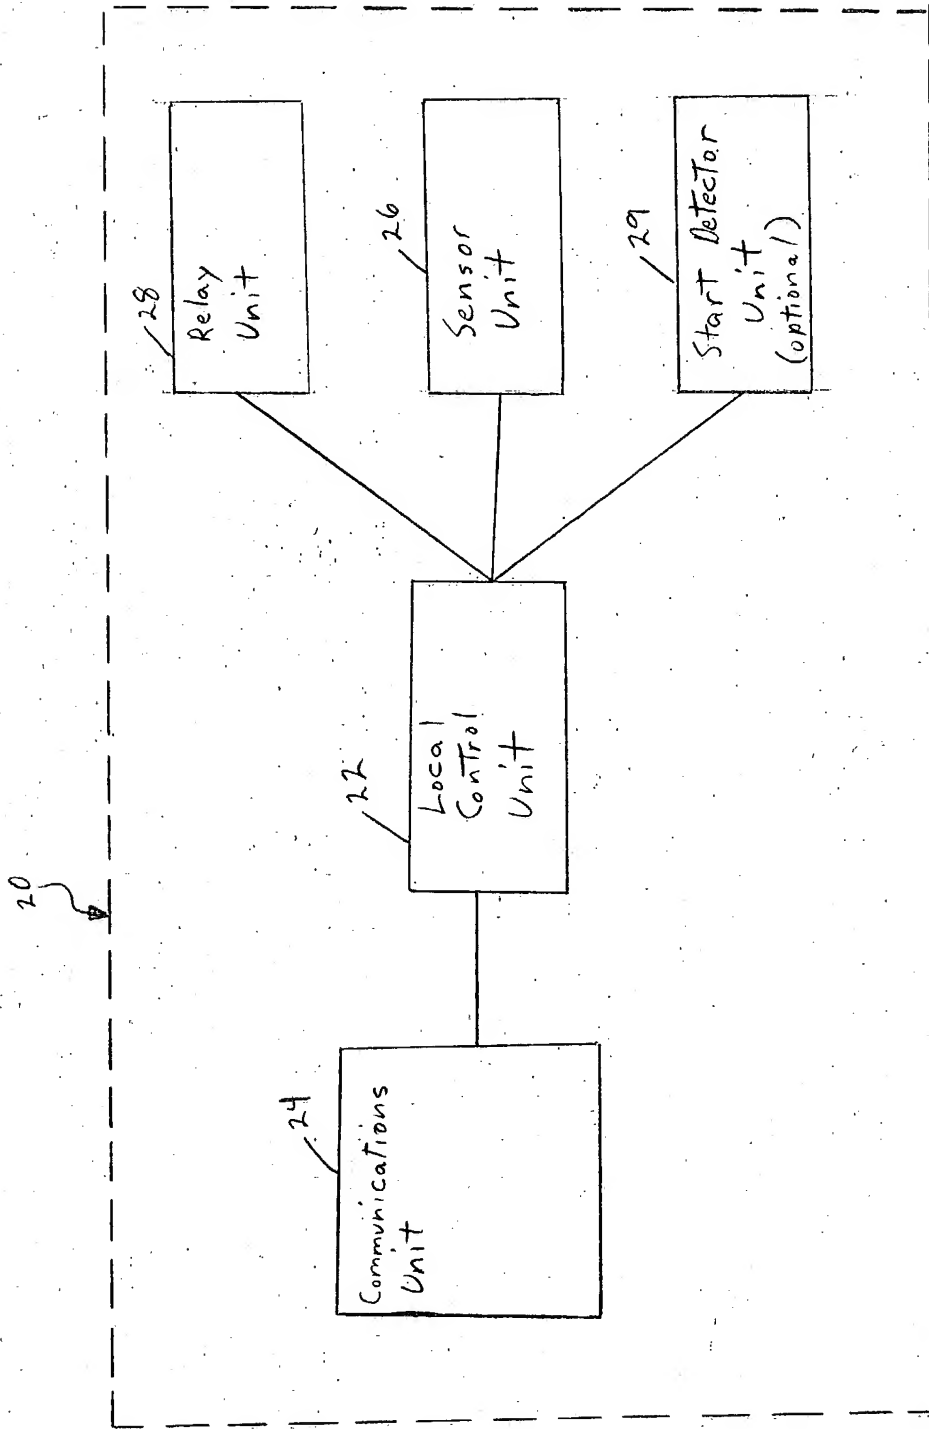 20
24
Communications
Unit
22
Local
Control
Unit
28
Relay
Unit
26
Sensor
Unit
29
Start Detector
Unit
(optional)